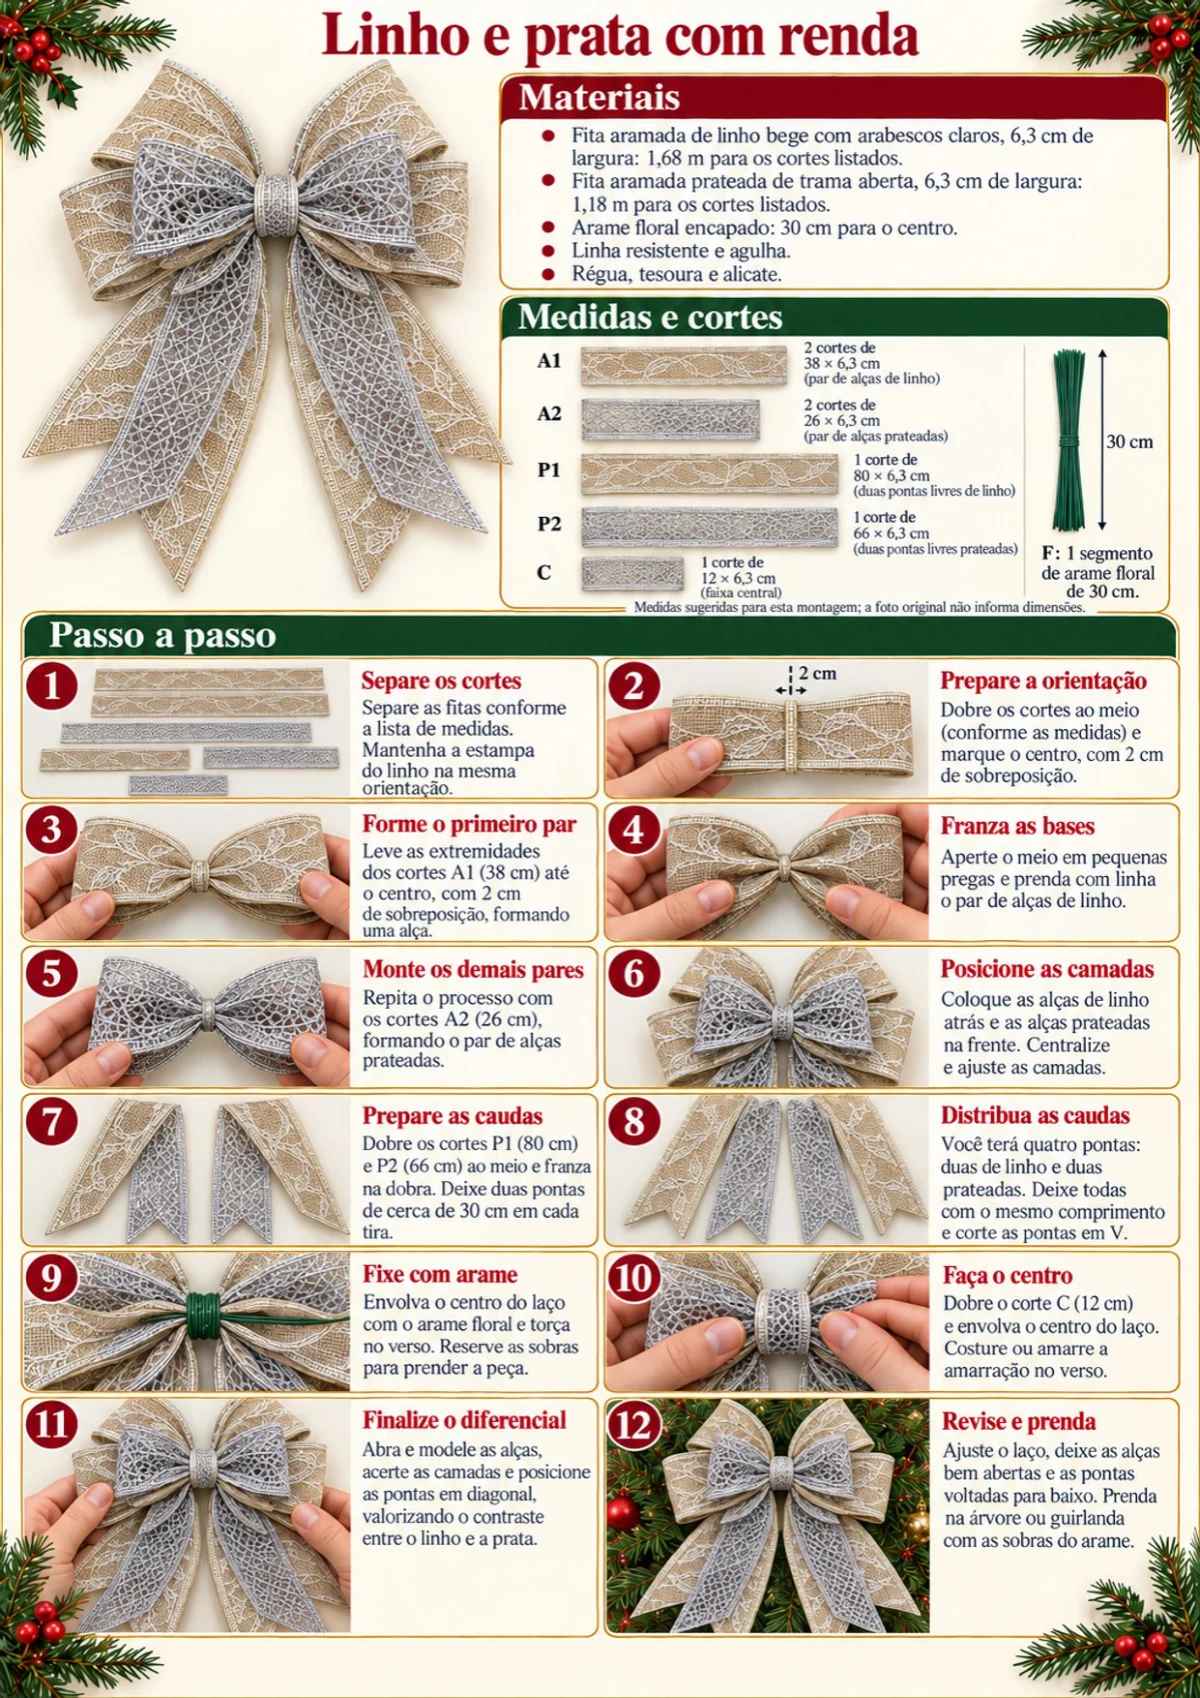 Linho e prata com renda
Materiais
● Fita aramada de linho bege com arabescos claros, 6,3 cm de
largura: 1,68 m para os cortes listados.
● Fita aramada prateada de trama aberta, 6,3 cm de largura:
1,18 m para os cortes listados.
● Arame floral encapado: 30 cm para o centro.
● Linha resistente e agulha.
● Régua, tesoura e alicate.
Medidas e cortes
A1
2 cortes de
38 × 6,3 cm
(par de alças de linho)
A2
2 cortes de
26 × 6,3 cm
(par de alças prateadas)
P1
1 corte de
80 × 6,3 cm
(duas pontas livres de linho)
P2
1 corte de
66 × 6,3 cm
(duas pontas livres prateadas)
C
1 corte de
12 × 6,3 cm
(faixa central)
30 cm
F: 1 segmento
de arame floral
de 30 cm.
Medidas sugeridas para esta montagem; a foto original não informa dimensões.
Passo a passo
1
Separe os cortes
Separe as fitas conforme
a lista de medidas.
Mantenha a estampa
do linho na mesma
orientação.
2
2 cm
Prepare a orientação
Dobre os cortes ao meio
(conforme as medidas) e
marque o centro, com 2 cm
de sobreposição.
3
Forme o primeiro par
Leve as extremidades
dos cortes A1 (38 cm) até
o centro, com 2 cm
de sobreposição, formando
uma alça.
4
Franza as bases
Aperte o meio em pequenas
pregas e prenda com linha
o par de alças de linho.
5
Monte os demais pares
Repita o processo com
os cortes A2 (26 cm),
formando o par de alças
prateadas.
6
Posicione as camadas
Coloque as alças de linho
atrás e as alças prateadas
na frente. Centralize
e ajuste as camadas.
7
Prepare as caudas
Dobre os cortes P1 (80 cm)
e P2 (66 cm) ao meio e franza
na dobra. Deixe duas pontas
de cerca de 30 cm em cada
tira.
8
Distribua as caudas
Você terá quatro pontas:
duas de linho e duas
prateadas. Deixe todas
com o mesmo comprimento
e corte as pontas em V.
9
Fixe com arame
Envolva o centro do laço
com o arame floral e torça
no verso. Reserve as sobras
para prender a peça.
10
Faça o centro
Dobre o corte C (12 cm)
e envolva o centro do laço.
Costure ou amarre a
amarração no verso.
11
Finalize o diferencial
Abra e modele as alças,
acerte as camadas e posicione
as pontas em diagonal,
valorizando o contraste
entre o linho e a prata.
12
Revise e prenda
Ajuste o laço, deixe as alças
bem abertas e as pontas
voltadas para baixo. Prenda
na árvore ou guirlanda
com as sobras do arame.